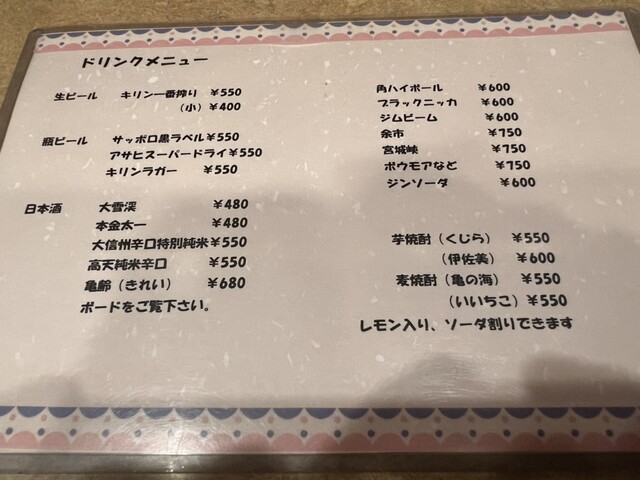 ドリンクメニュー
生ビール キリン一番搾り ¥550
（小）¥400
瓶ビール サッポロ黒ラベル¥550
アサヒスーパードライ¥550
キリンラガー ¥550
日本酒 大雪渓 ¥480
本金太一 ¥480
大信州辛口特別純米¥550
高天純米辛口 ¥550
亀齢（きれい） ¥680
ボードをご覧下さい。
角ハイボール ¥600
ブラックニッカ ¥600
ジムビーム ¥600
余市 ¥750
宮城峡 ¥750
ボウモアなど ¥750
ジンソーダ ¥600
芋焼酎（くじら） ¥550
（伊佐美） ¥600
麦焼酎（亀の海） ¥550
（いいちこ）¥550
レモン入り、ソーダ割りできます